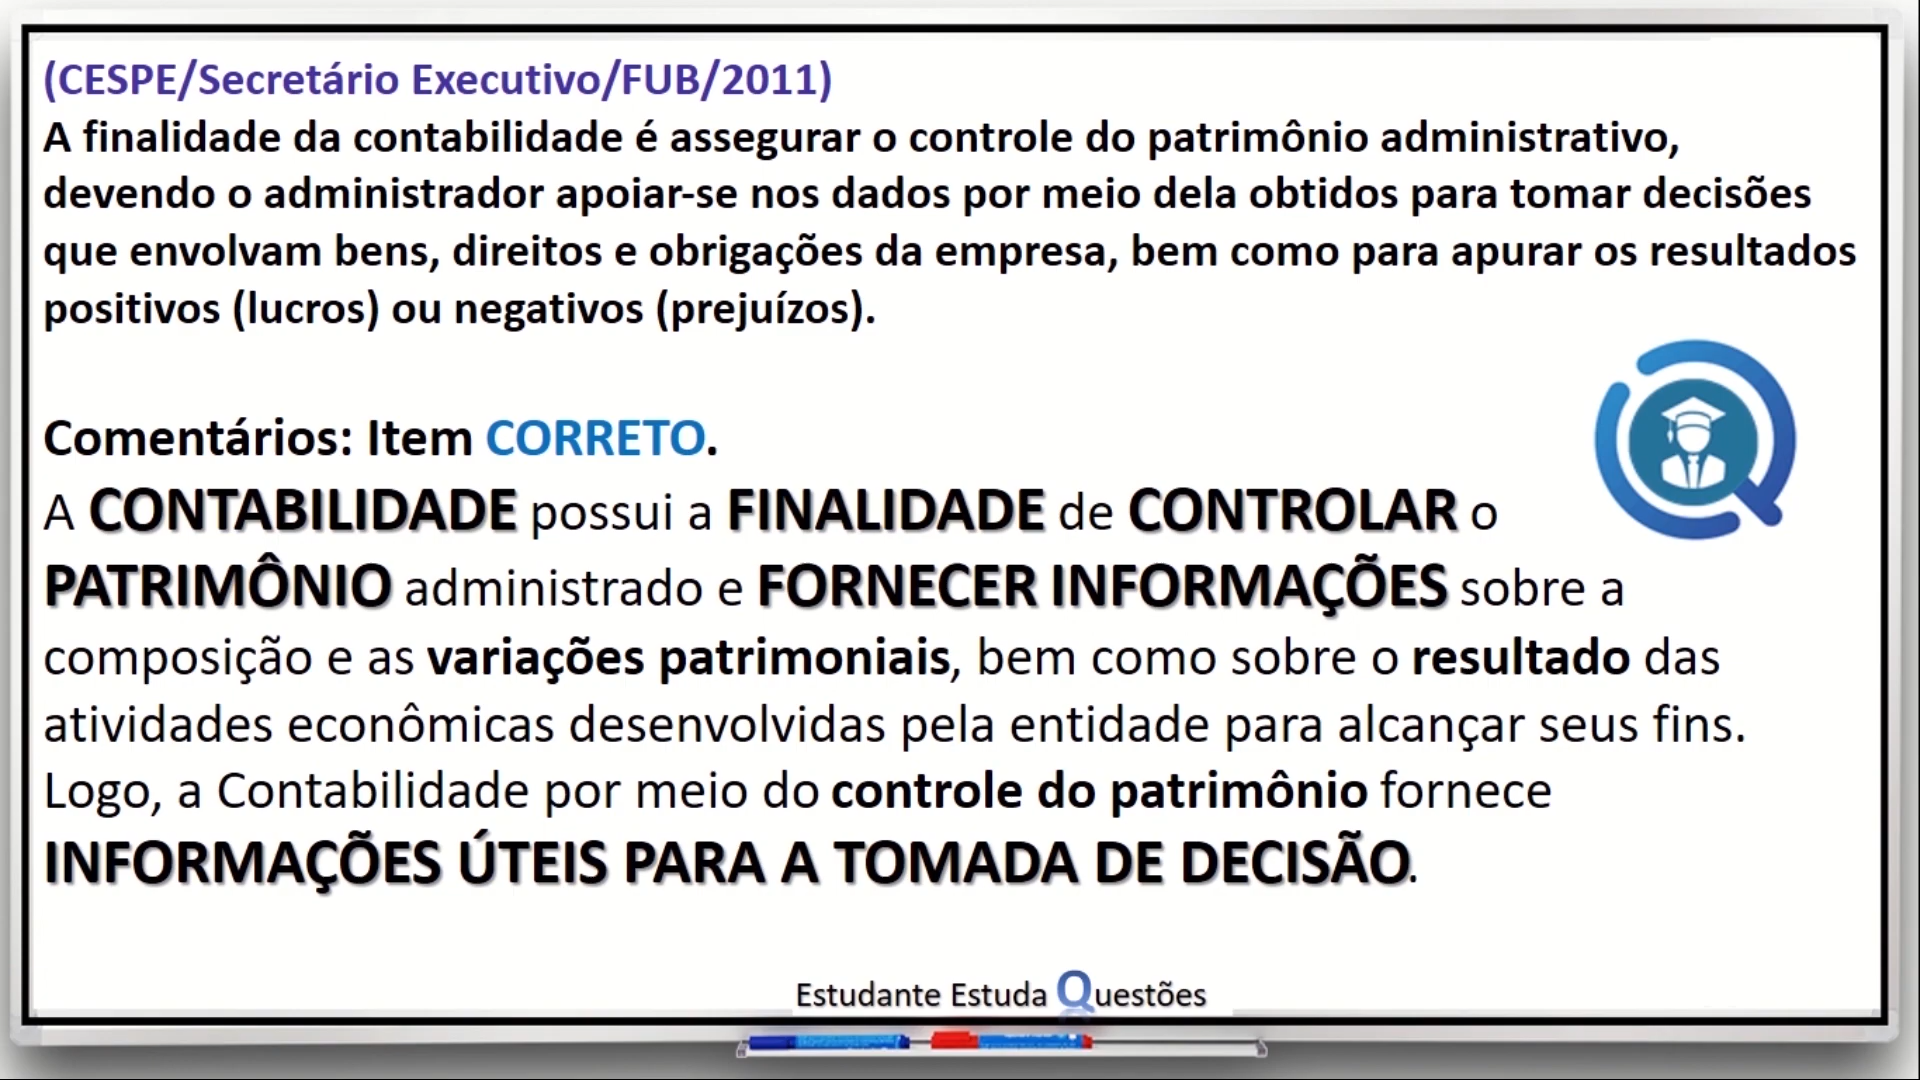 (CESPE/Secretário Executivo/FUB/2011)
A finalidade da contabilidade é assegurar o controle do patrimônio administrativo,
devendo o administrador apoiar-se nos dados por meio dela obtidos para tomar decisões
que envolvam bens, direitos e obrigações da empresa, bem como para apurar os resultados
positivos (lucros) ou negativos (prejuízos).
Comentários: Item CORRETO.
A CONTABILIDADE possui a FINALIDADE de CONTROLAR o
PATRIMÔNIO administrado e FORNECER INFORMAÇÕES sobre a
composição e as variações patrimoniais, bem como sobre o resultado das
atividades econômicas desenvolvidas pela entidade para alcançar seus fins.
Logo, a Contabilidade por meio do controle do patrimônio fornece
INFORMAÇÕES ÚTEIS PARA A TOMADA DE DECISÃO.
Estudante Estuda Questões